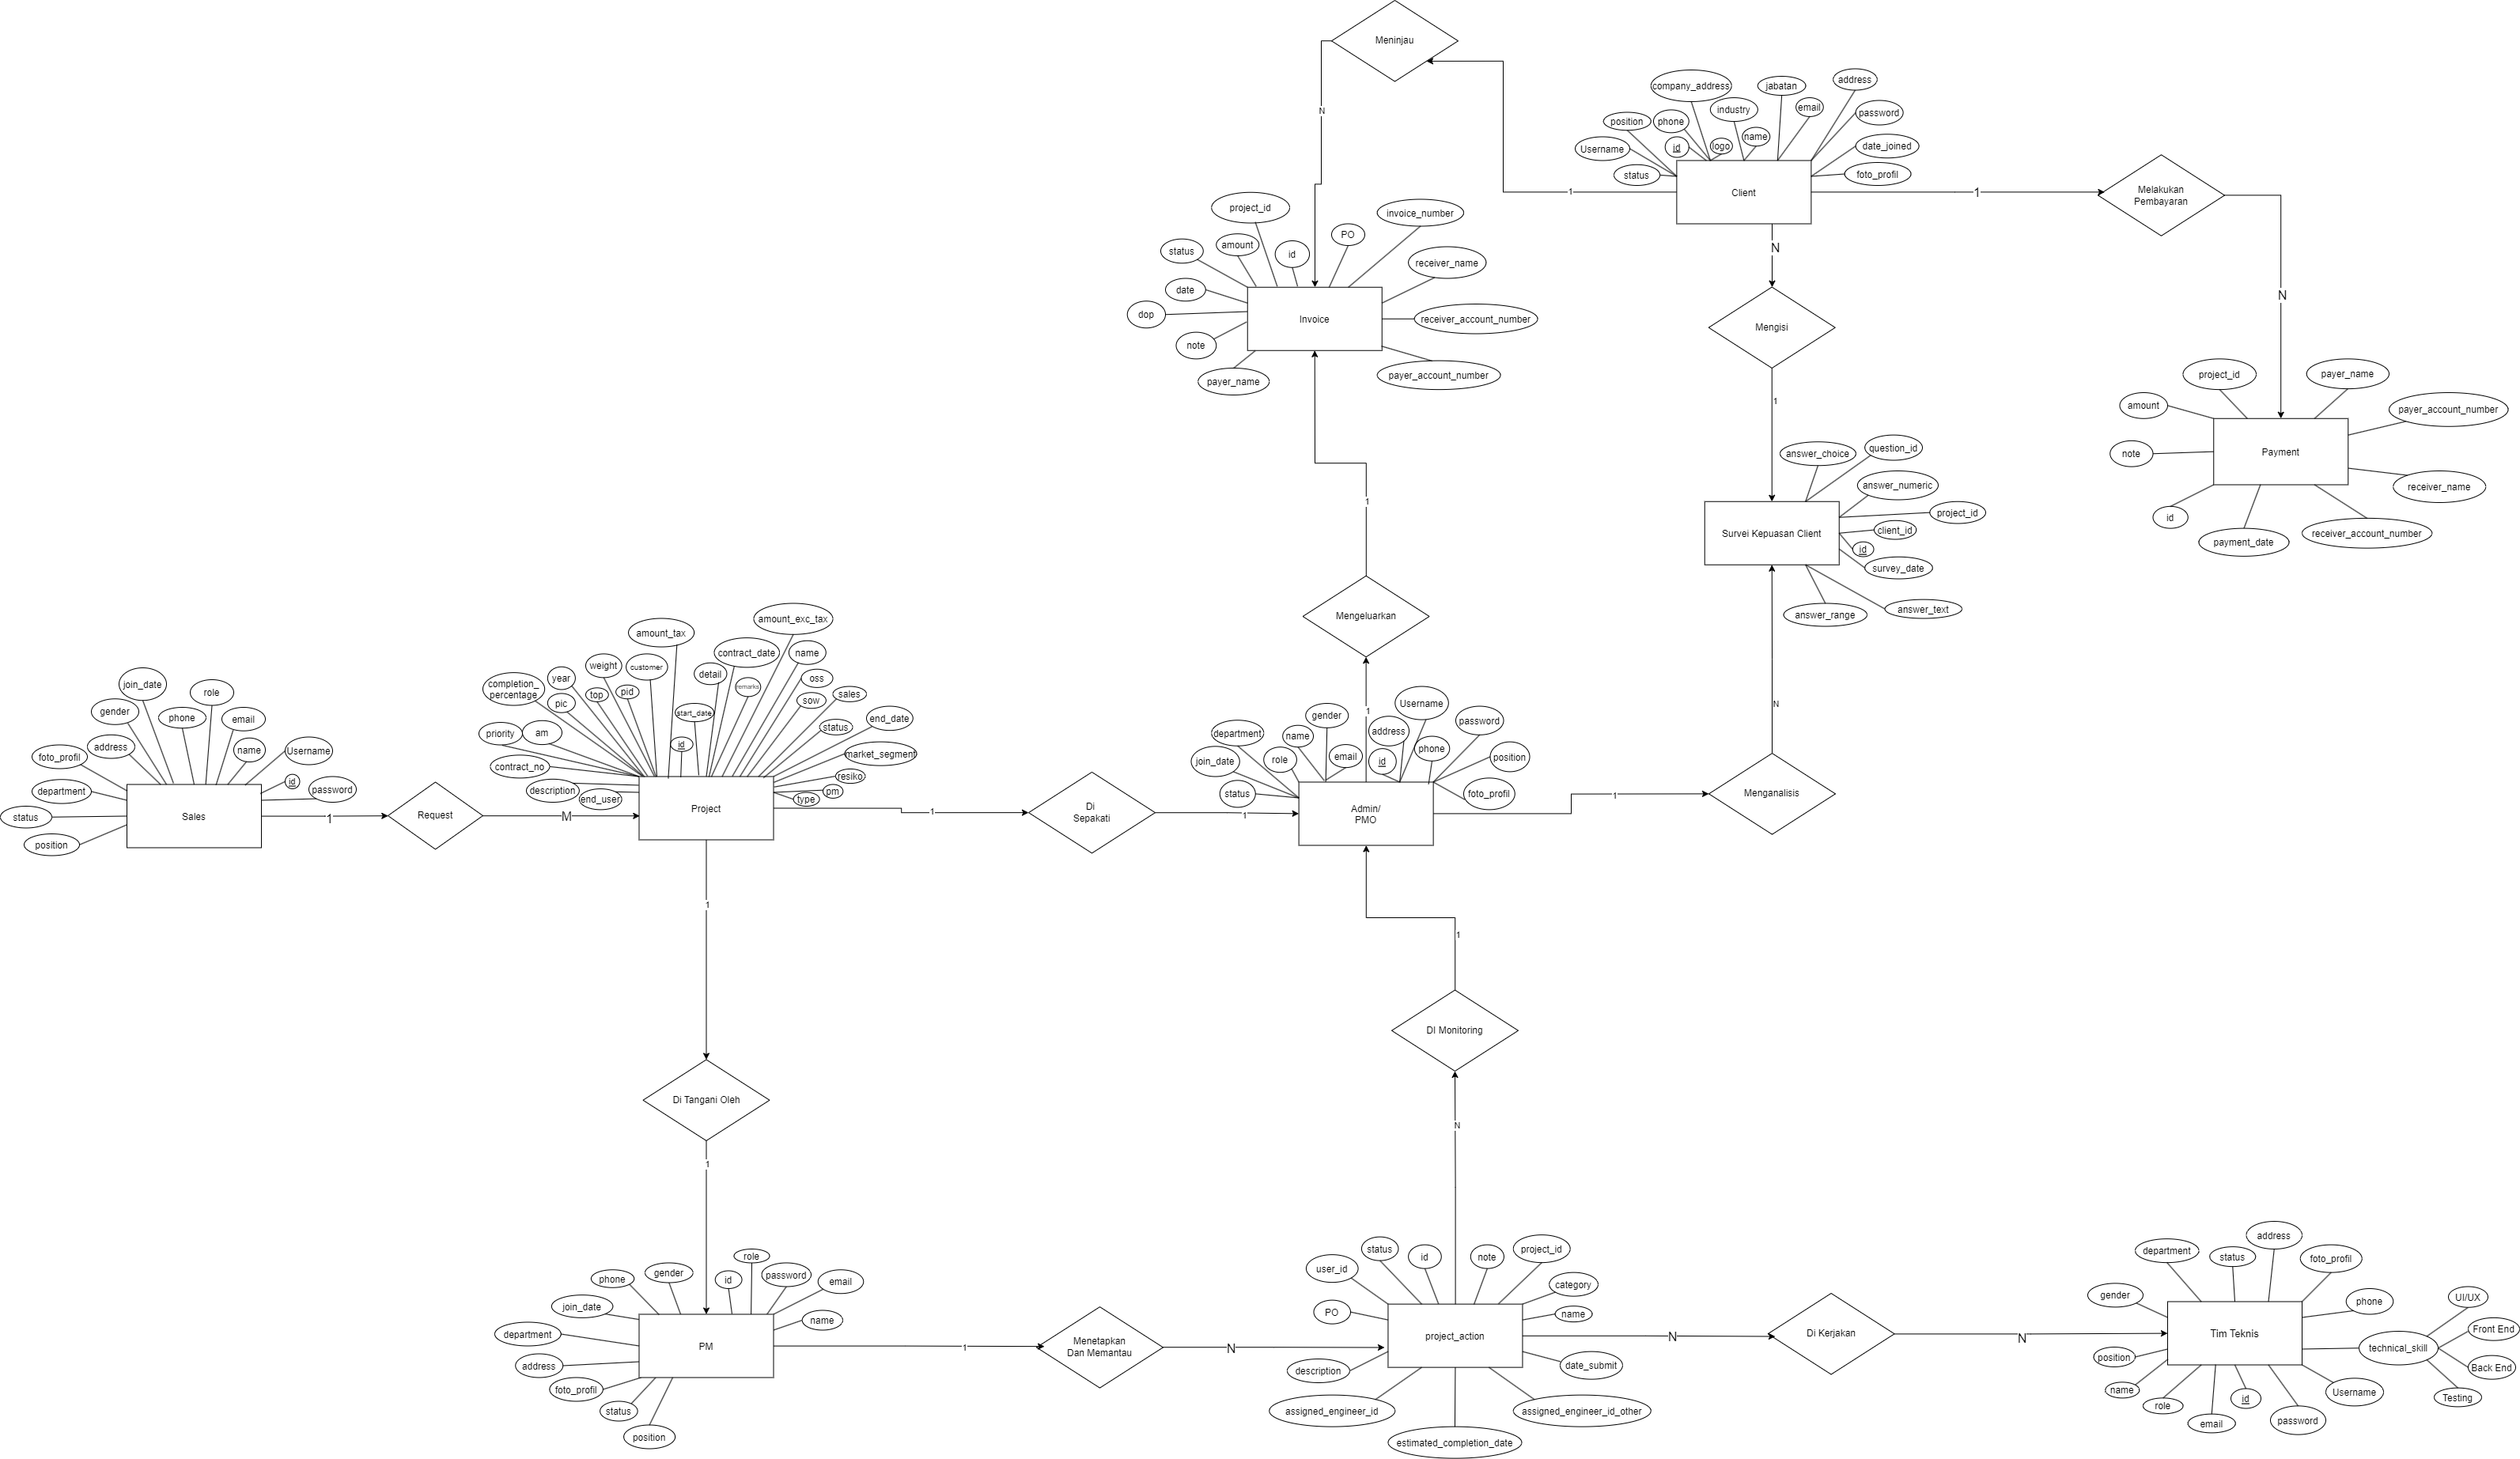 Meninjau
N
1
Client
company_address
jabatan
address
industry
email
password
position
phone
name
Username
id
logo
date_joined
status
foto_profil
1
Melakukan
Pembayaran
N
N
Mengisi
1
Invoice
project_id
invoice_number
PO
status
amount
id
receiver_name
date
dop
receiver_account_number
note
payer_name
payer_account_number
Payment
project_id
payer_name
amount
payer_account_number
note
receiver_name
id
payment_date
receiver_account_number
Survei Kepuasan Client
answer_choice
question_id
answer_numeric
project_id
client_id
id
survey_date
answer_range
answer_text
1
Mengeluarkan
1
N
Menganalisis
1
Sales
join_date
role
gender
phone
email
address
name
Username
foto_profil
id
department
password
status
position
1
Request
M
Project
amount_exc_tax
amount_tax
contract_date
name
weight
customer
detail
oss
year
completion_
percentage
top
pid
remarks
sales
pic
sow
start_date
end_date
status
priority
am
id
market_segment
contract_no
resiko
description
pm
end_user
type
1
Di
Sepakati
1
Admin/
PMO
Username
gender
department
name
address
password
join_date
role
email
id
phone
position
status
foto_profil
1
DI Monitoring
N
1
Di Tangani Oleh
1
PM
role
phone
gender
id
password
email
join_date
name
department
address
foto_profil
status
position
1
Menetapkan
Dan Memantau
N
project_action
status
id
note
project_id
user_id
category
PO
name
description
date_submit
assigned_engineer_id
assigned_engineer_id_other
estimated_completion_date
N
Di Kerjakan
N
Tim Teknis
address
department
status
foto_profil
gender
phone
UI/UX
Front End
technical_skill
position
Back End
name
Username
Testing
role
id
email
password